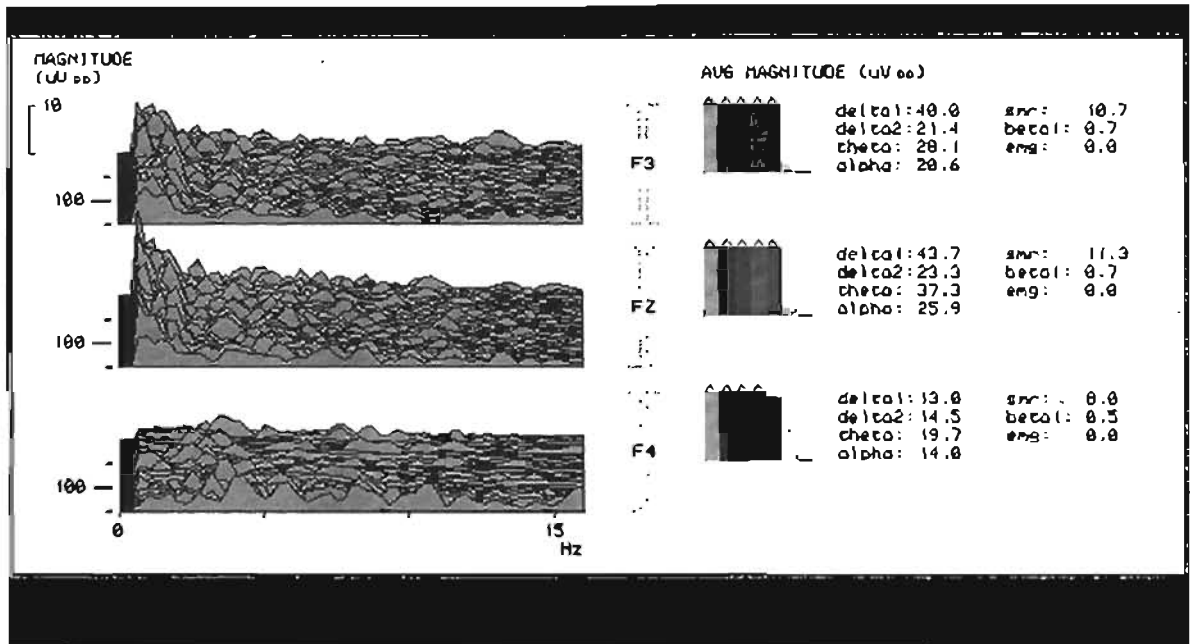 MAGNITUDE
(uV pp)
10
100
100
100
0
15
Hz
F3
FZ
F4
AVG MAGNITUDE (uV pp)
delta1:40.0 smr: 10.7
delta2:21.4 beta1: 0.7
theta: 28.1 emg: 0.0
alpha: 20.6
delta1:43.7 smr: 11.3
delta2:23.3 beta1: 0.7
theta: 37.3 emg: 0.0
alpha: 25.9
delta1:13.0 smr: 8.0
delta2:14.5 beta1: 0.5
theta: 19.7 emg: 0.0
alpha: 14.0